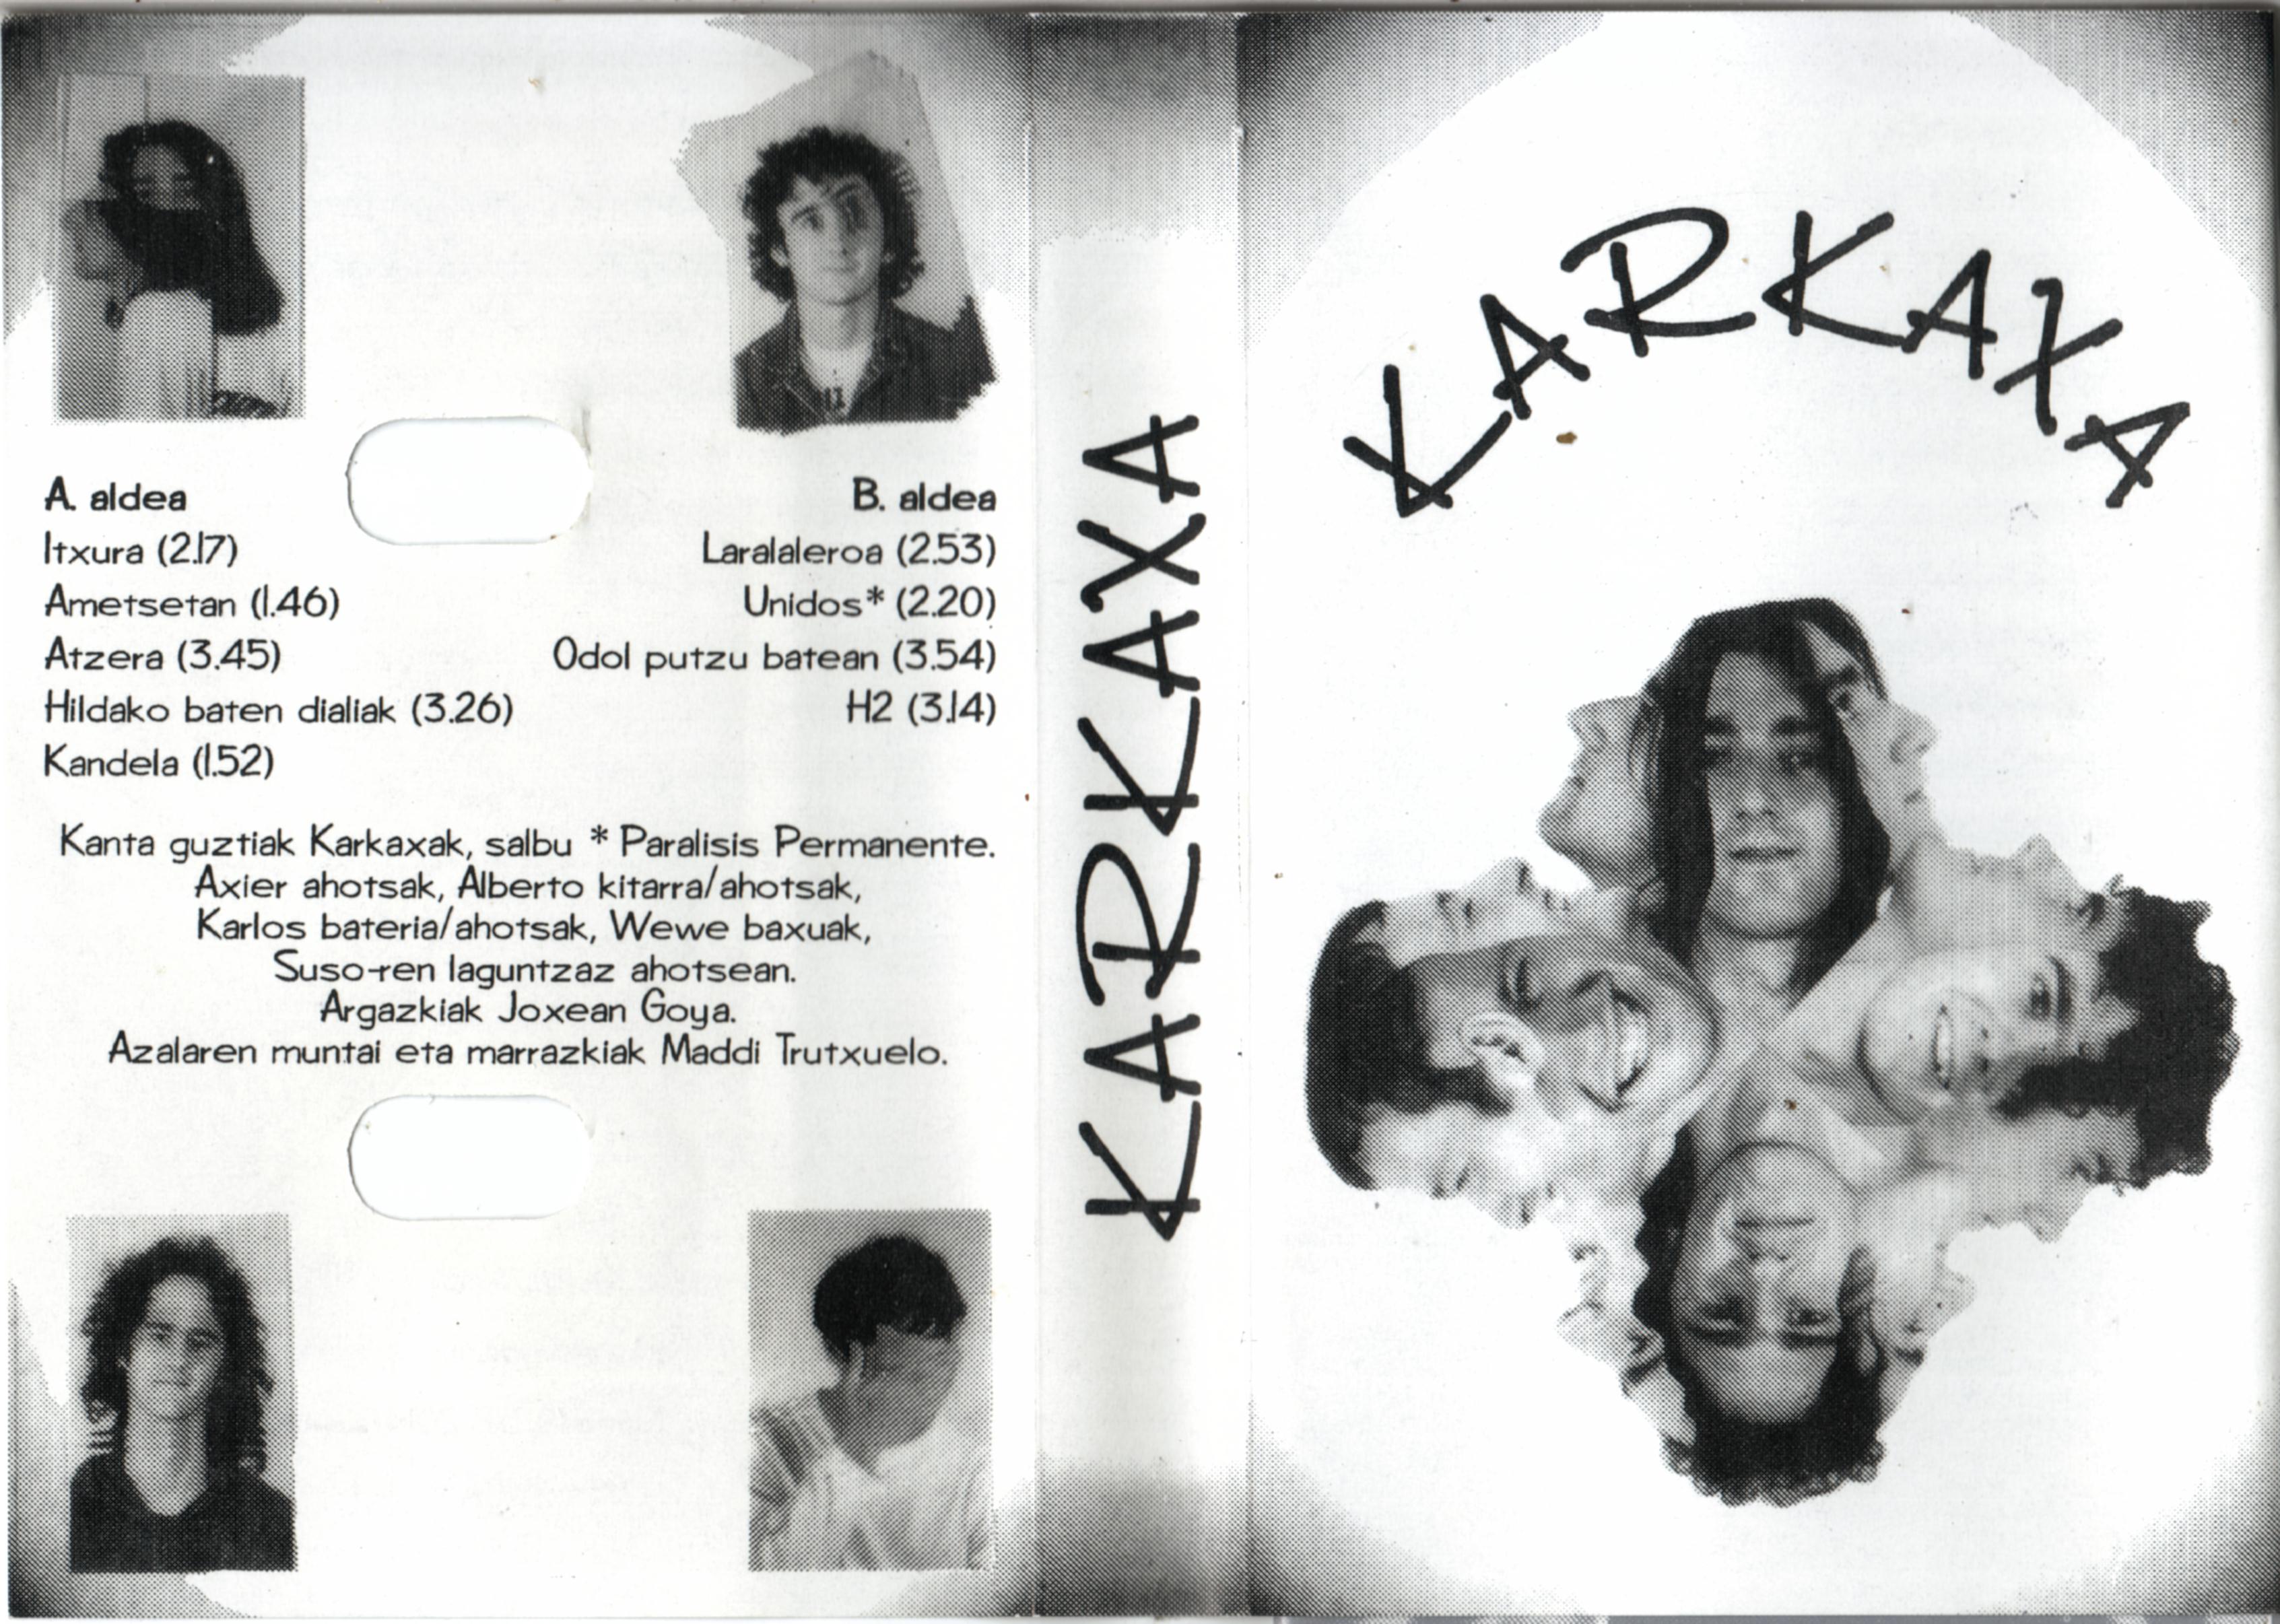 A. aldea
Itxura (2.17)
Ametsetan (1.46)
Atzera (3.45)
Hildako baten dialiak (3.26)
Kandela (1.52)
B. aldea
Laralaleroa (2.53)
Unidos* (2.20)
Odol putzu batean (3.54)
H2 (3.14)
Kanta guztiak Karkaxak, salbu * Paralisis Permanente.
Axier ahotsak, Alberto kitarra/ahotsak,
Karlos bateria/ahotsak, Wewe baxuak,
Suso-ren laguntzaz ahotsean.
Argazkiak Joxean Goya.
Azalaren muntai eta marrazkiak Maddi Trutxuelo.
KARKAXA
KARKAXA